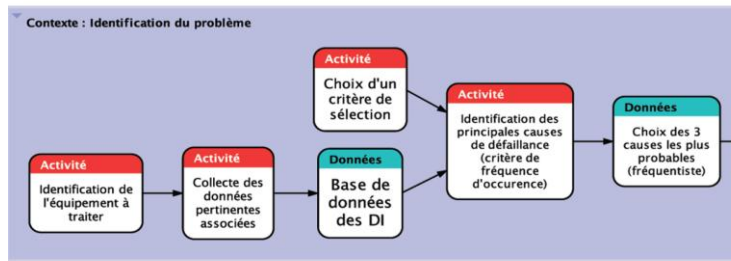 Contexte : Identification du problème
Activité
Choix d'un
critère de
sélection
Activité
Identification des
principales causes
de défaillance
(critère de
fréquence
d'occurence)
Données
Choix des 3
causes les plus
probables
(fréquentiste)
Activité
Identification de
l'équipement à
traiter
Activité
Collecte des
données
pertinentes
associées
Données
Base de
données
des DI